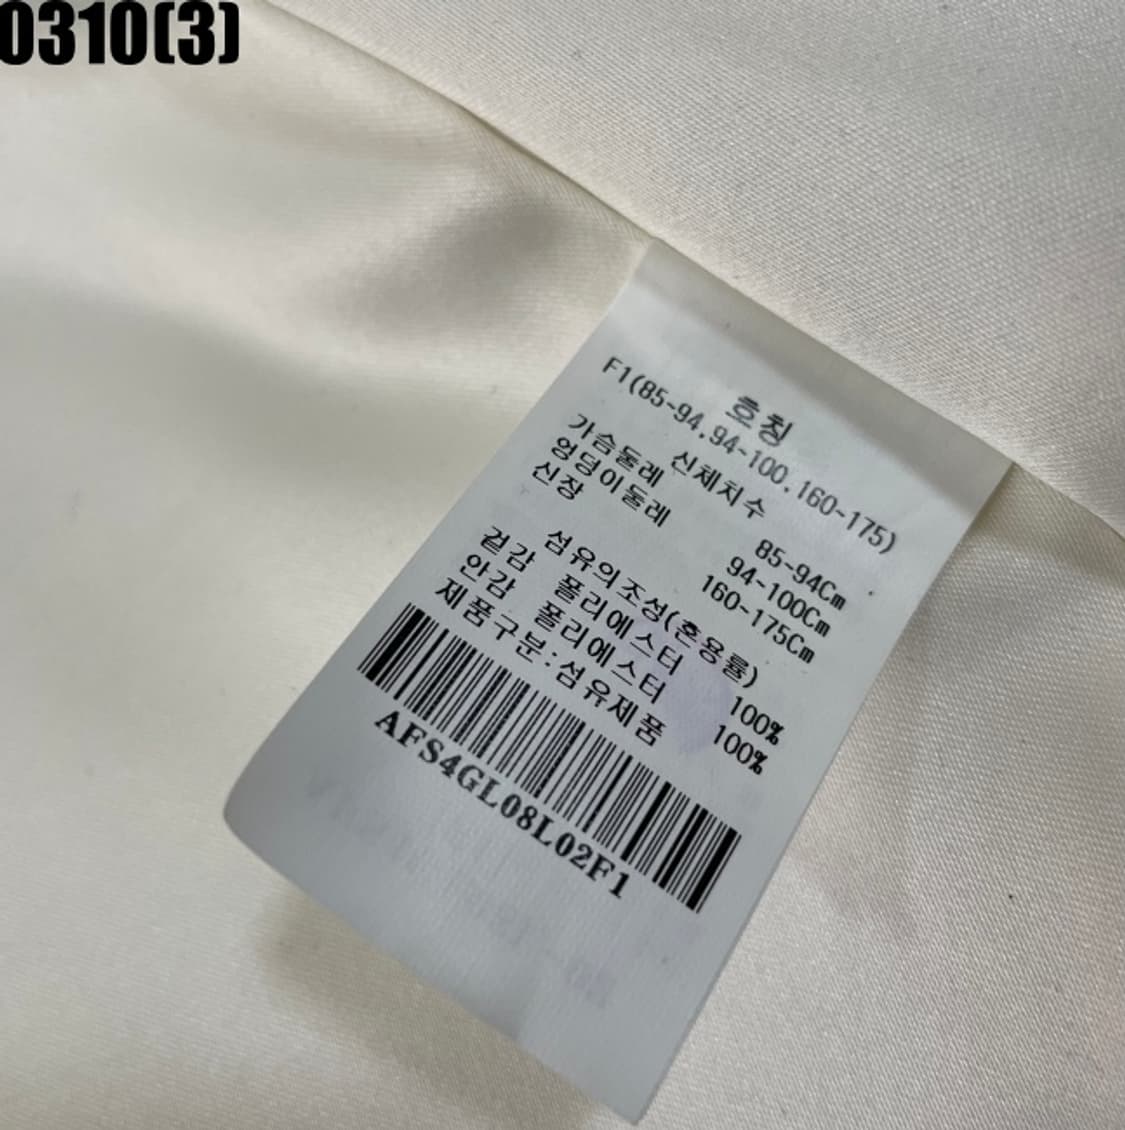 0310(3)
호칭
F1(85-94.94-100.160-175)
신체치수
가슴둘레 85-94Cm
엉덩이둘레 94-100Cm
신장 160-175Cm
섬유의조성(혼용률)
겉감 폴리에스터 100%
안감 폴리에스터 100%
제품구분:섬유제품
AFS4GL08L02F1